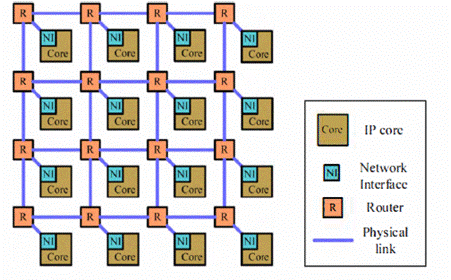 R R R R
NI NI NI NI
Core Core Core Core
R R R R
NI NI NI NI
Core Core Core Core
R R R R
NI NI NI NI
Core Core Core Core
R R R R
NI NI NI NI
Core Core Core Core
Core IP core
NI Network
Interface
R Router
Physical
link